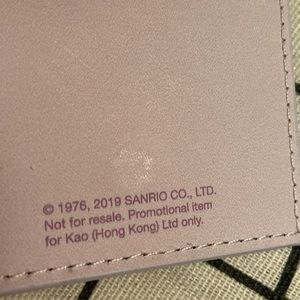 © 1976, 2019 SANRIO CO., LTD.
Not for resale. Promotional item
for Kao (Hong Kong) Ltd only.